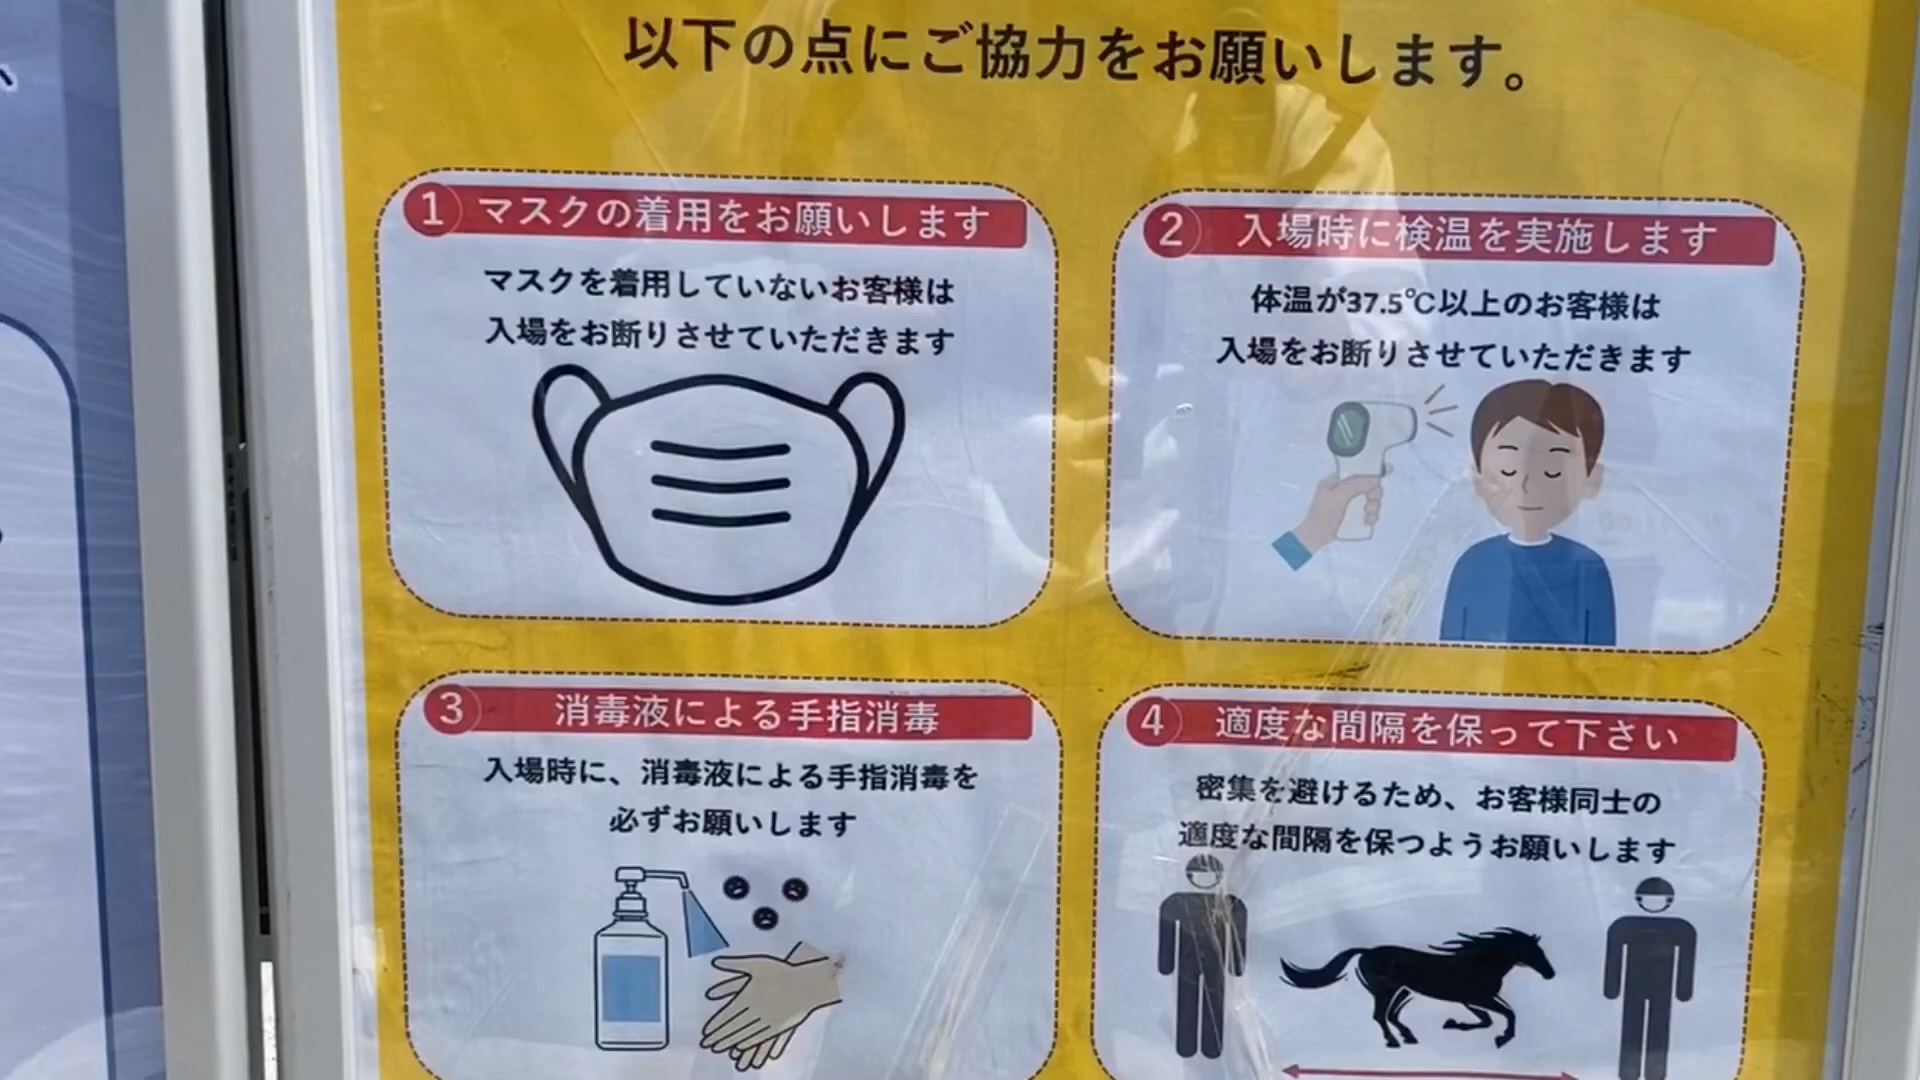 以下の点にご協力をお願いします。
① マスクの着用をお願いします
マスクを着用していないお客様は
入場をお断りさせていただきます
② 入場時に検温を実施します
体温が37.5℃以上のお客様は
入場をお断りさせていただきます
③ 消毒液による手指消毒
入場時に、消毒液による手指消毒を
必ずお願いします
④ 適度な間隔を保って下さい
密集を避けるため、お客様同士の
適度な間隔を保つようお願いします